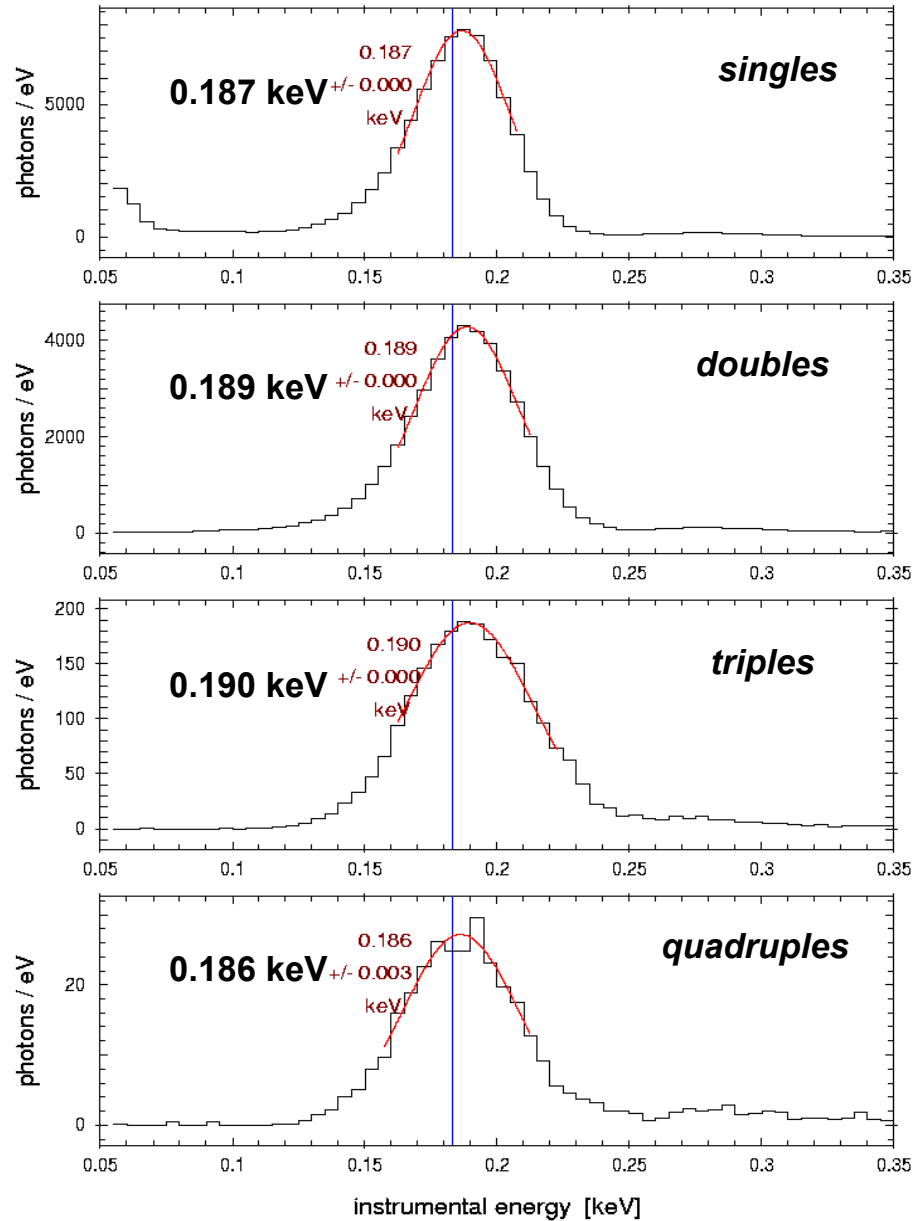 photons / eV
5000
0
0.187 keV
0.187
+/- 0.000
keV
singles
0.05
0.1
0.15
0.2
0.25
0.3
0.35
photons / eV
4000
2000
0
0.189 keV
0.189
+/- 0.000
keV
doubles
0.05
0.1
0.15
0.2
0.25
0.3
0.35
photons / eV
200
150
100
50
0
0.190 keV
0.190
+/- 0.000
keV
triples
0.05
0.1
0.15
0.2
0.25
0.3
0.35
photons / eV
20
0
0.186 keV
0.186
+/- 0.003
keV
quadruples
0.05
0.1
0.15
0.2
0.25
0.3
0.35
instrumental energy [keV]